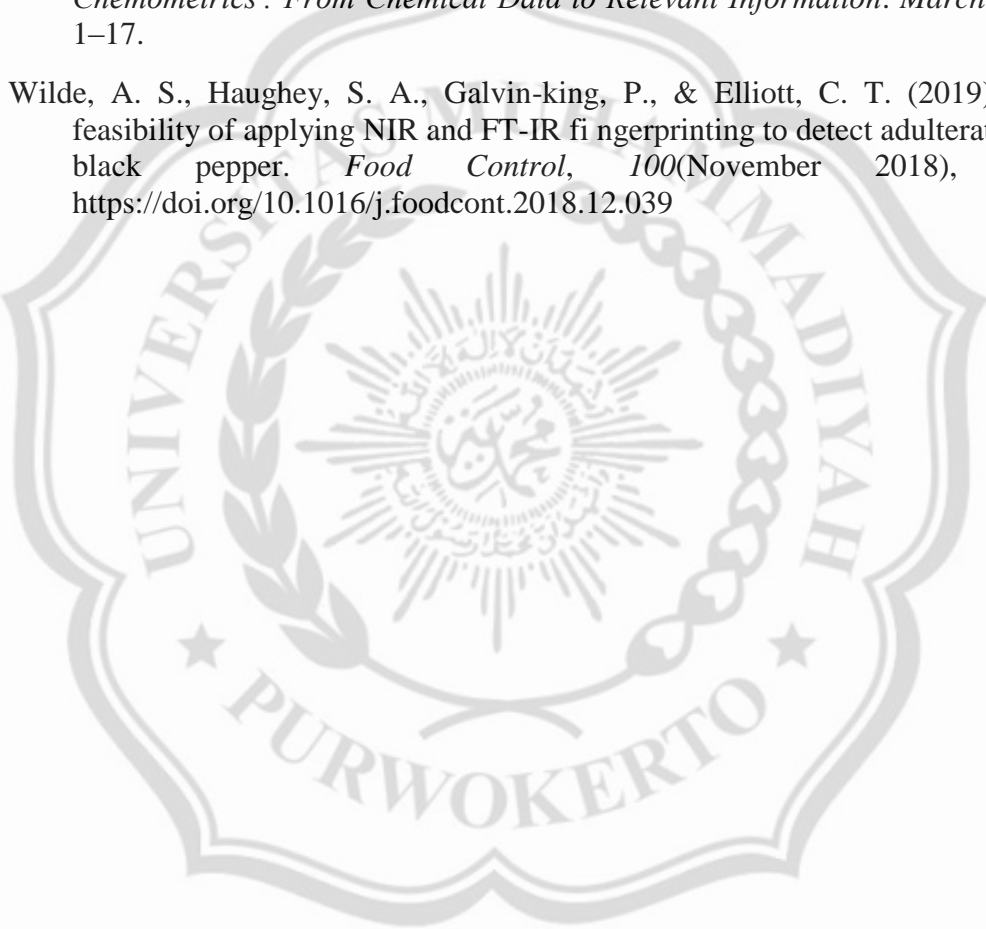 Chemometrics : From Chemical Data to Relevant Information. March
1–17.
Wilde, A. S., Haughey, S. A., Galvin-king, P., & Elliott, C. T. (2019)
feasibility of applying NIR and FT-IR fi ngerprinting to detect adulterat
black pepper. Food Control, 100(November 2018),
https://doi.org/10.1016/j.foodcont.2018.12.039
UNIVERSITAS MUHAMMADIYAH
PURWOKERTO